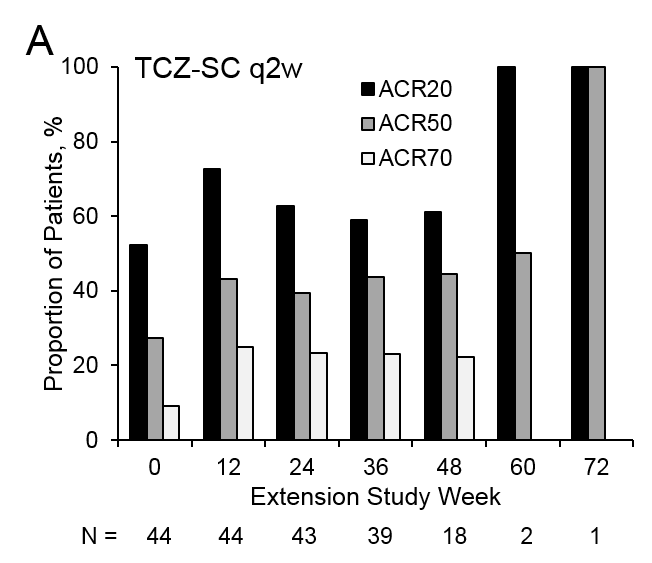 A
TCZ-SC q2w
ACR20
ACR50
ACR70
Proportion of Patients, %
100
80
60
40
20
0
0 12 24 36 48 60 72
Extension Study Week
N = 44 44 43 39 18 2 1